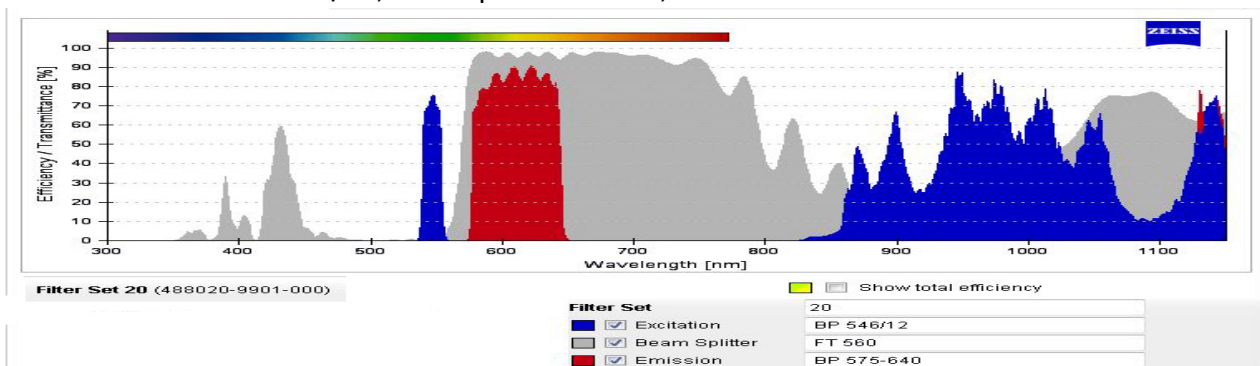 ZEISS
100
90
80
70
60
50
40
30
20
10
0
Efficiency / Transmittance [%]
300 400 500 600 700 800 900 1000 1100
Wavelength [nm]
Filter Set 20 (488020-9901-000)
Show total efficiency
Filter Set 20
Excitation BP 546/12
Beam Splitter FT 560
Emission BP 575-640